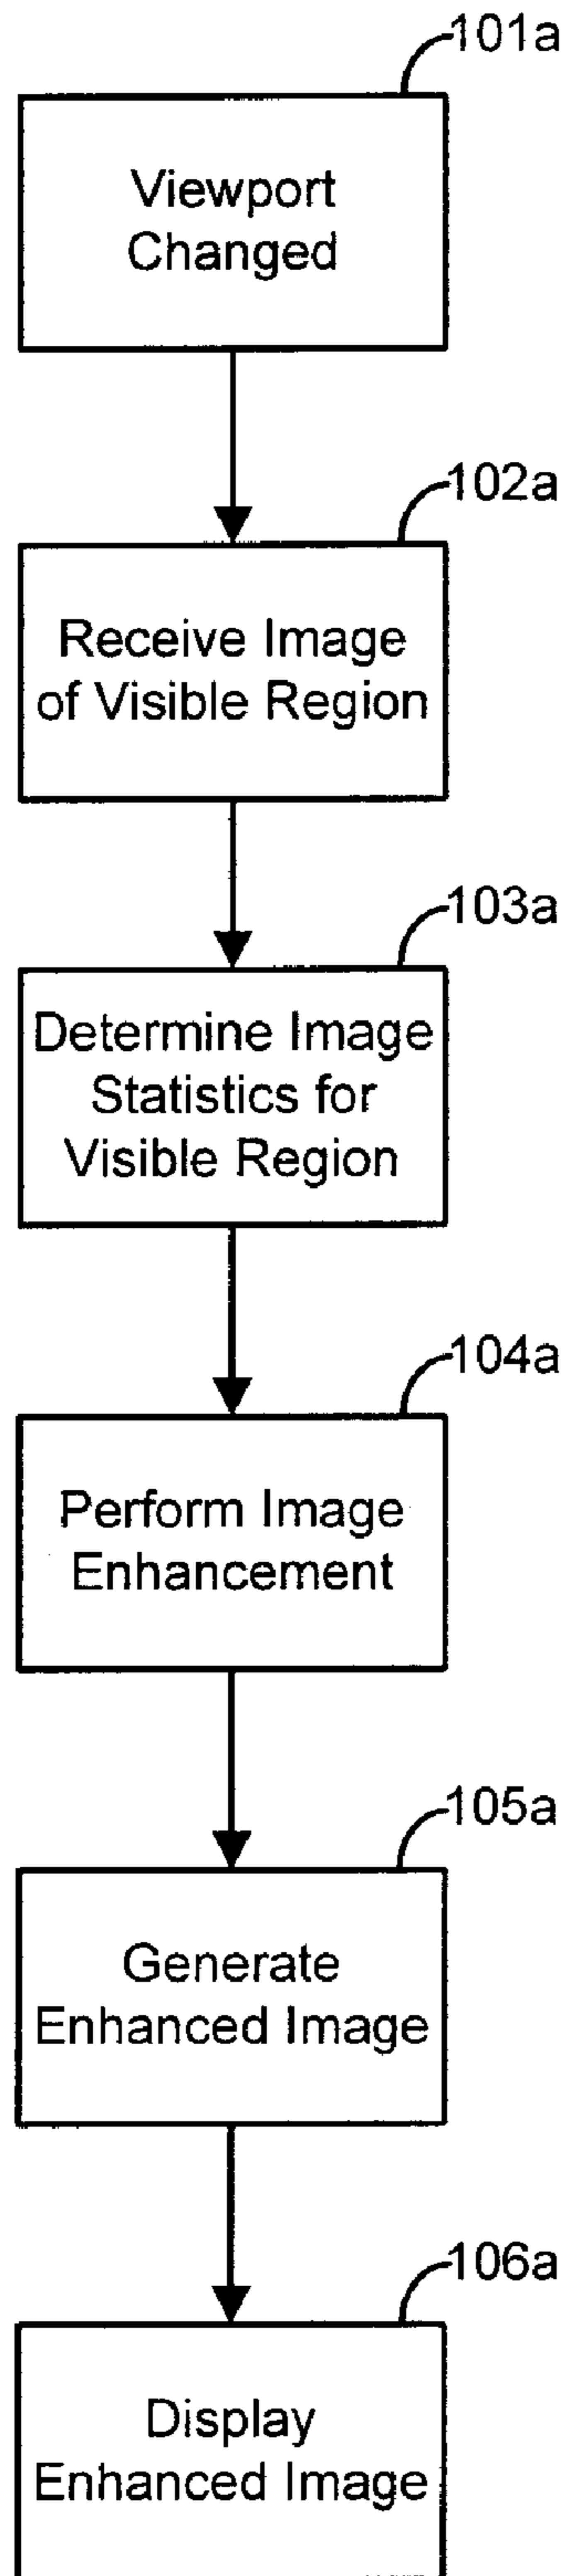 101a
Viewport
Changed
102a
Receive Image
of Visible Region
103a
Determine Image
Statistics for
Visible Region
104a
Perform Image
Enhancement
105a
Generate
Enhanced Image
106a
Display
Enhanced Image